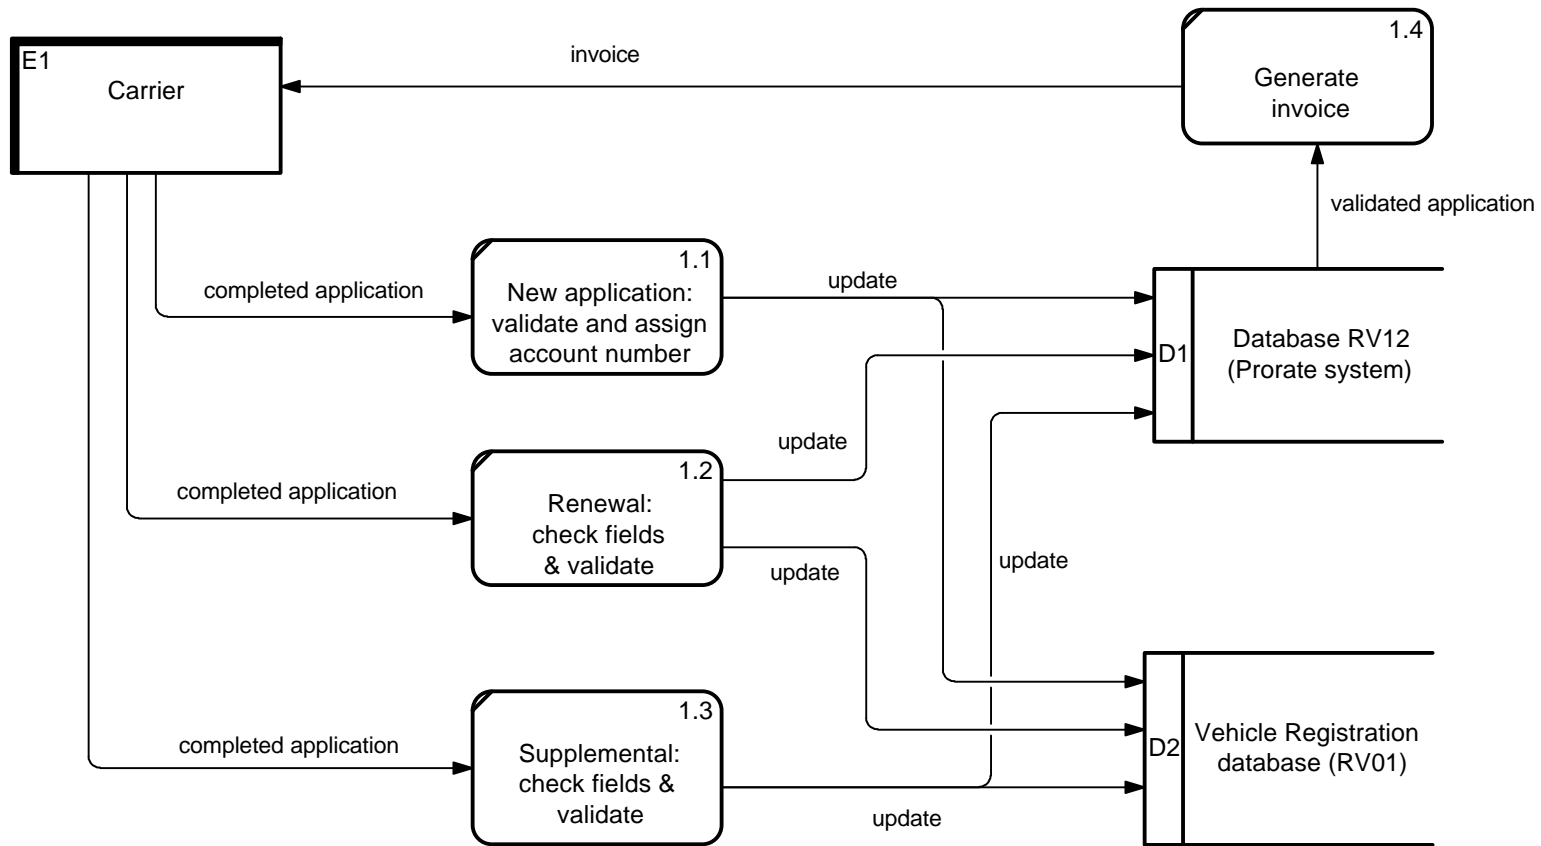 E1
Carrier
invoice
1.4
Generate
invoice
validated application
completed application
1.1
New application:
validate and assign
account number
update
D1
Database RV12
(Prorate system)
completed application
1.2
Renewal:
check fields
& validate
update
update
update
completed application
1.3
Supplemental:
check fields &
validate
update
D2
Vehicle Registration
database (RV01)